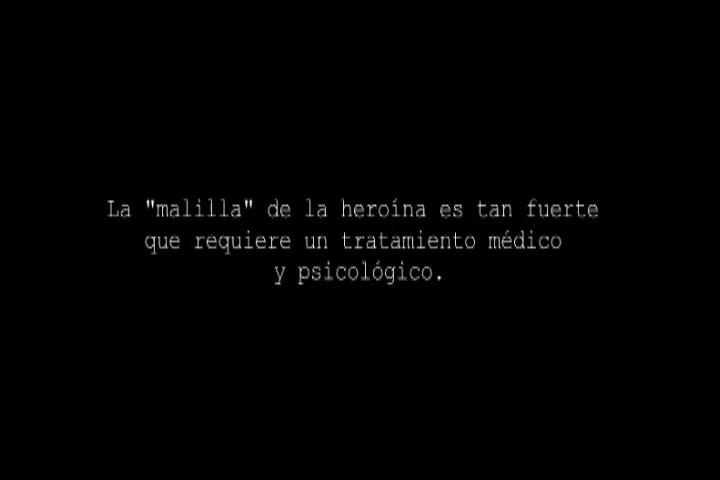 La "malilla" de la heroína es tan fuerte
que requiere un tratamiento médico
y psicológico.